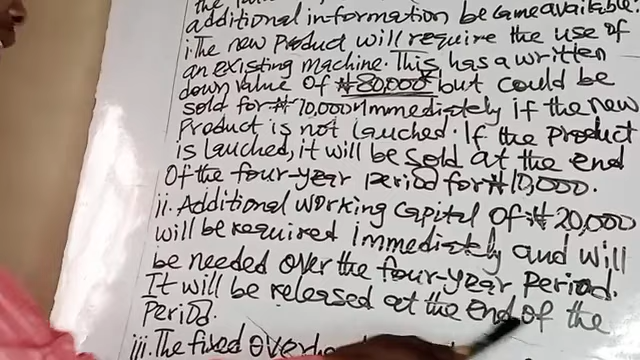 additional information became available:
i. The new Product will require the use of
an existing machine. This has a written
down value of ₦80,000 but could be
sold for ₦70,000 Immediately if the new
Product is not lauched. If the product
is lauched, it will be sold at the end
Of the four-year period for ₦10,000.
ii. Additional working Capital Of ₦20,000
will be required immediately and will
be needed over the four-year Period.
It will be released at the end of the
Period.
iii. The fixed